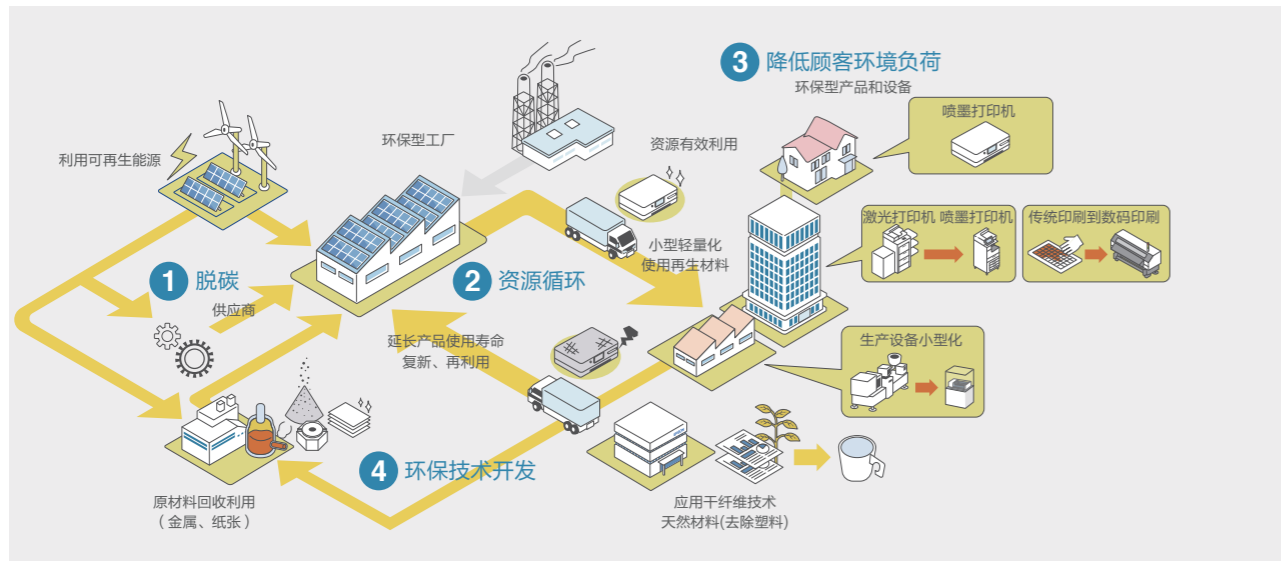 3 降低顾客环境负荷
环保型产品和设备
喷墨打印机
环保型工厂
资源有效利用
利用可再生能源
激光打印机 喷墨打印机
传统印刷到数码印刷
小型轻量化
使用再生材料
1 脱碳
供应商
2 资源循环
延长产品使用寿命
复新、再利用
生产设备小型化
4 环保技术开发
原材料回收利用
(金属、纸张)
应用干纤维技术
天然材料(去除塑料)